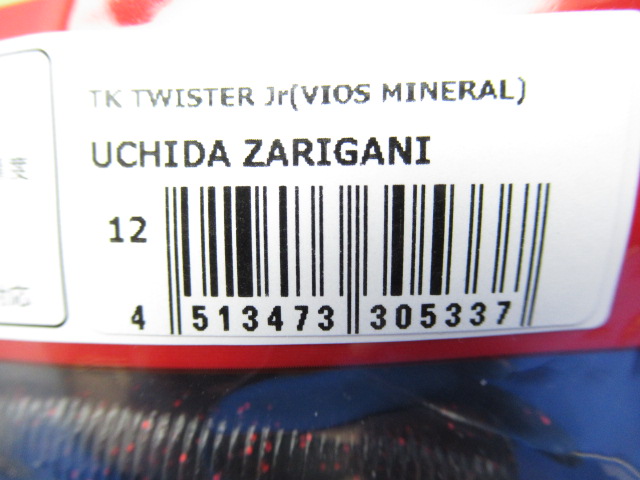 TK TWISTER Jr(VIOS MINERAL)
UCHIDA ZARIGANI
12
4 513473 305337